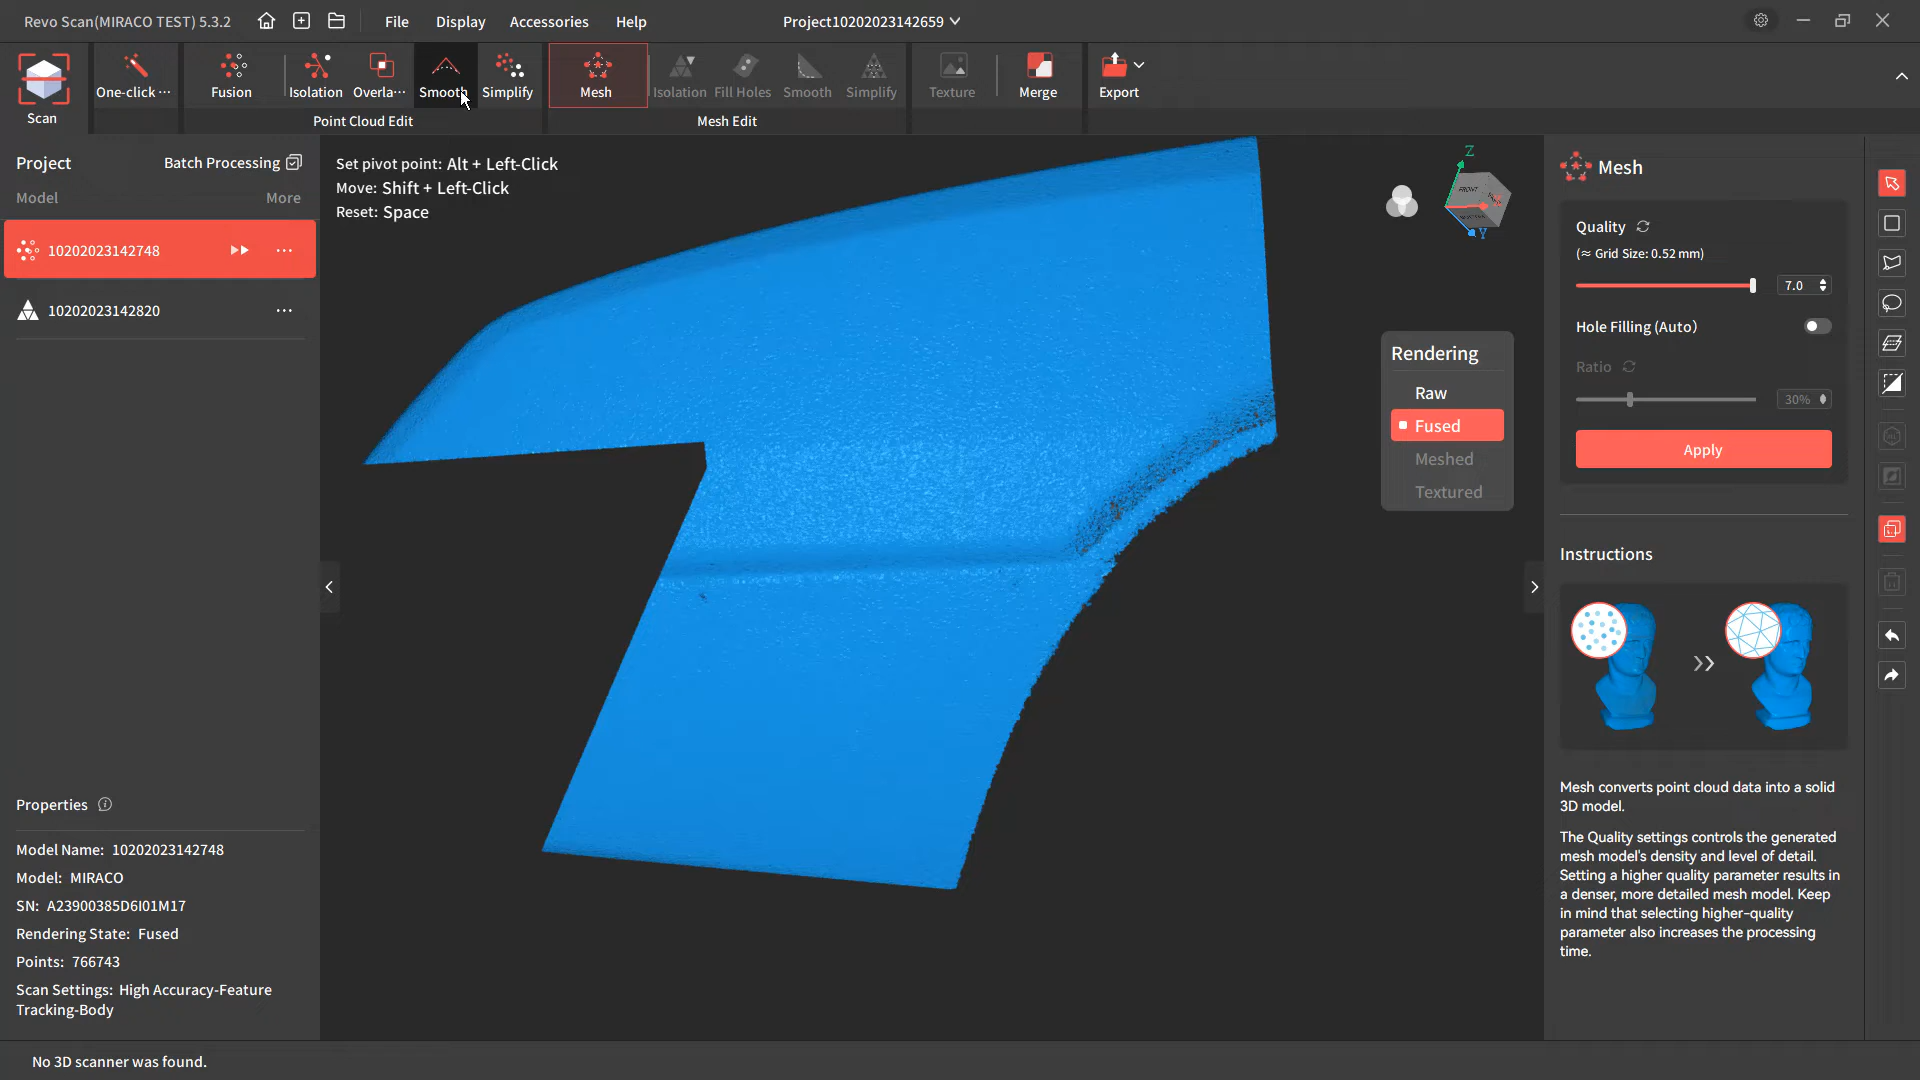 Revo Scan(MIRACO TEST) 5.3.2
File
Display
Accessories
Help
Project10202023142659
Scan
One-click ···
Fusion
Isolation
Overla···
Smooth
Simplify
Point Cloud Edit
Mesh
Isolation
Fill Holes
Smooth
Simplify
Mesh Edit
Texture
Merge
Export
Project
Batch Processing
Model
More
10202023142748
10202023142820
Properties
Model Name: 10202023142748
Model: MIRACO
SN: A23900385D6I01M17
Rendering State: Fused
Points: 766743
Scan Settings: High Accuracy-Feature
Tracking-Body
Set pivot point: Alt + Left-Click
Move: Shift + Left-Click
Reset: Space
Z
FRONT
Y
Rendering
Raw
Fused
Meshed
Textured
Mesh
Quality
(≈ Grid Size: 0.52 mm)
7.0
Hole Filling (Auto)
Ratio
30%
Apply
Instructions
Mesh converts point cloud data into a solid
3D model.
The Quality settings controls the generated
mesh model's density and level of detail.
Setting a higher quality parameter results in
a denser, more detailed mesh model. Keep
in mind that selecting higher-quality
parameter also increases the processing
time.
No 3D scanner was found.